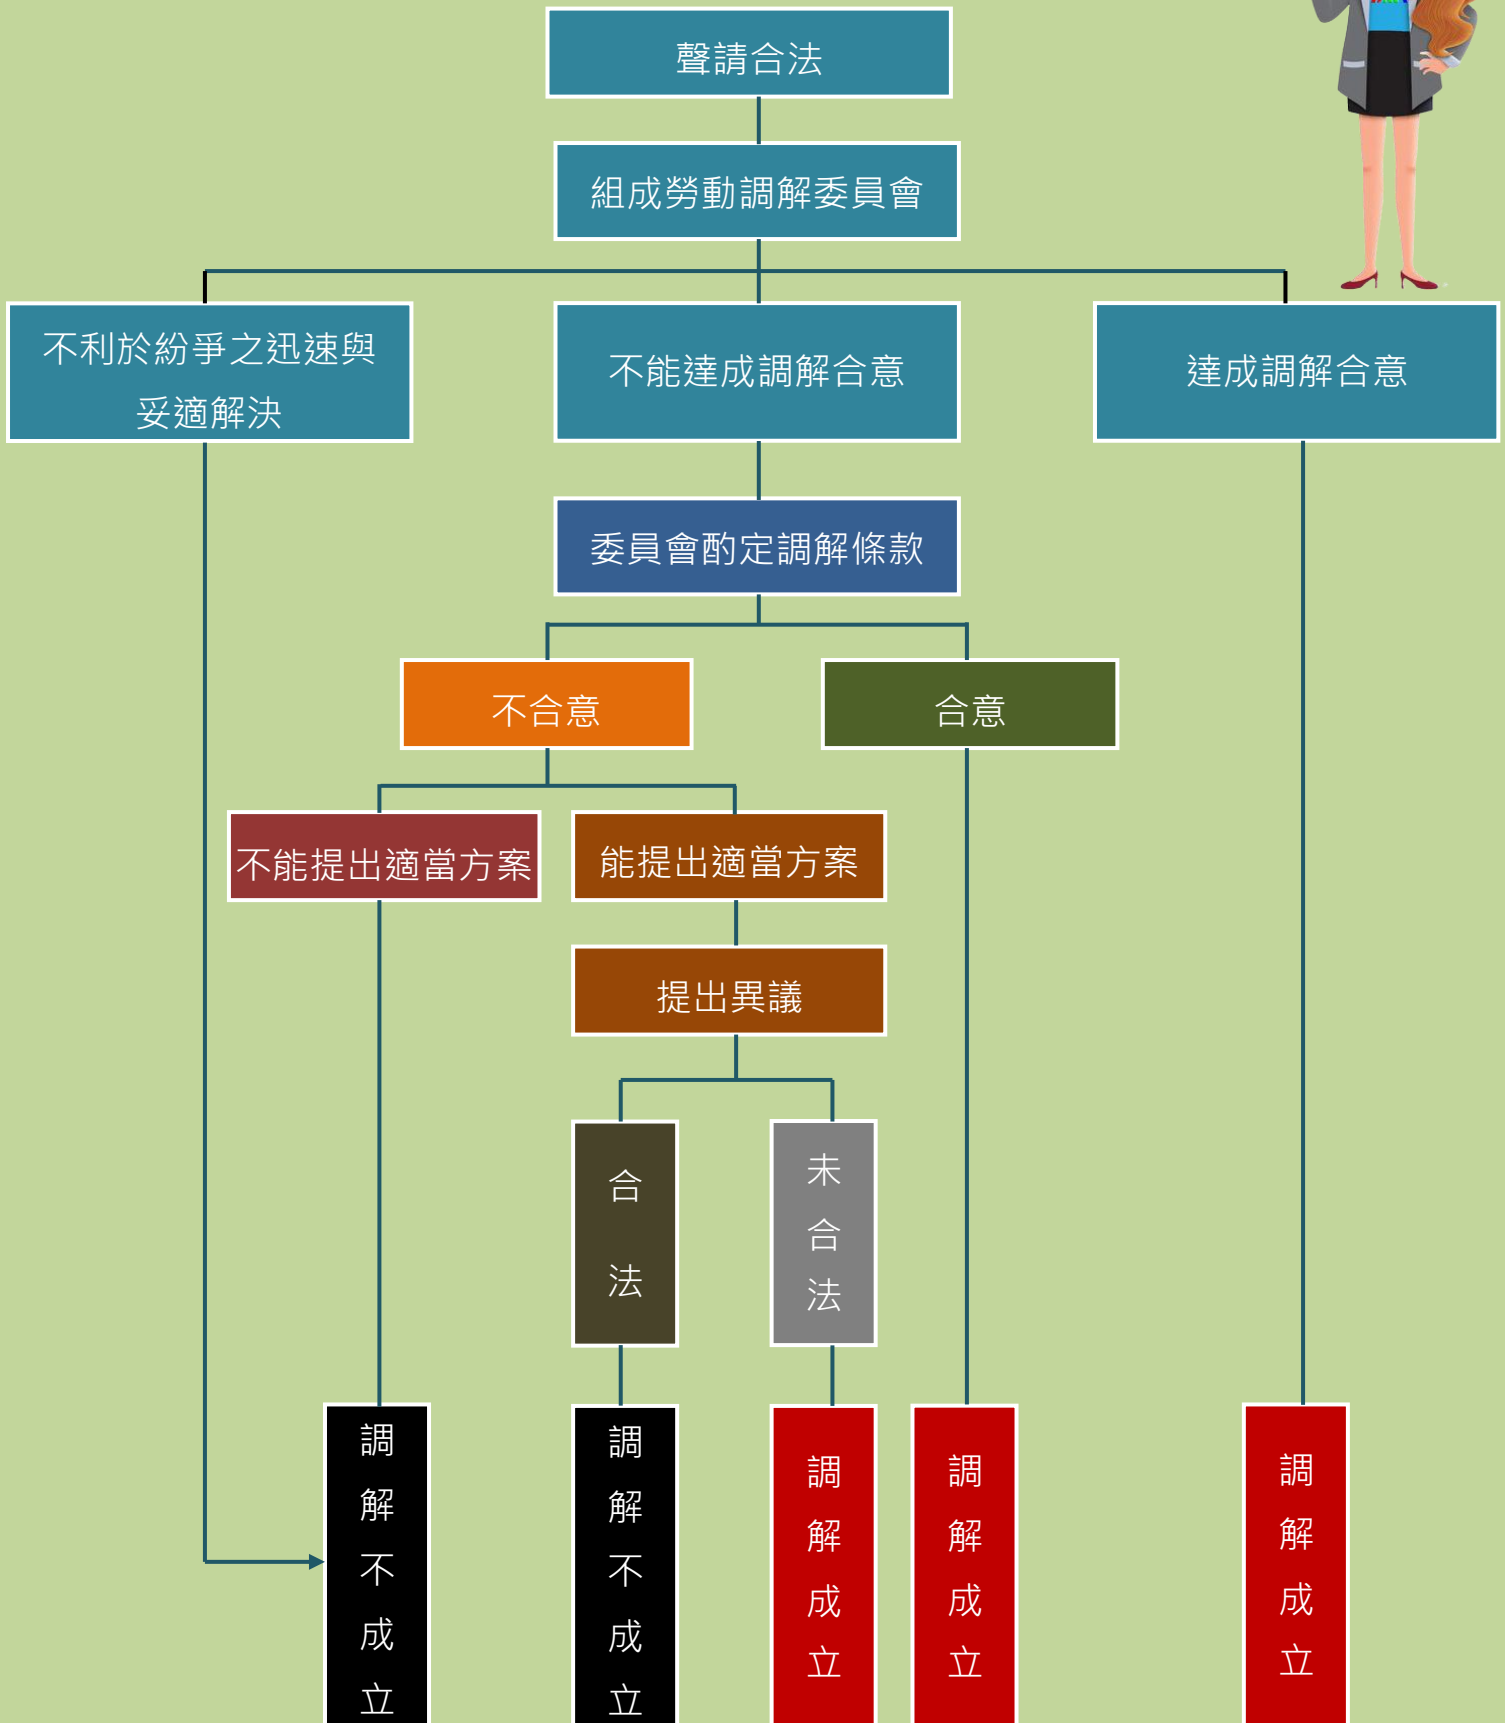 聲請合法
組成勞動調解委員會
不利於紛爭之迅速與
妥適解決
不能達成調解合意
達成調解合意
委員會酌定調解條款
不合意
合意
不能提出適當方案
能提出適當方案
提出異議
合法
未合法
調解不成立
調解不成立
調解成立
調解成立
調解成立